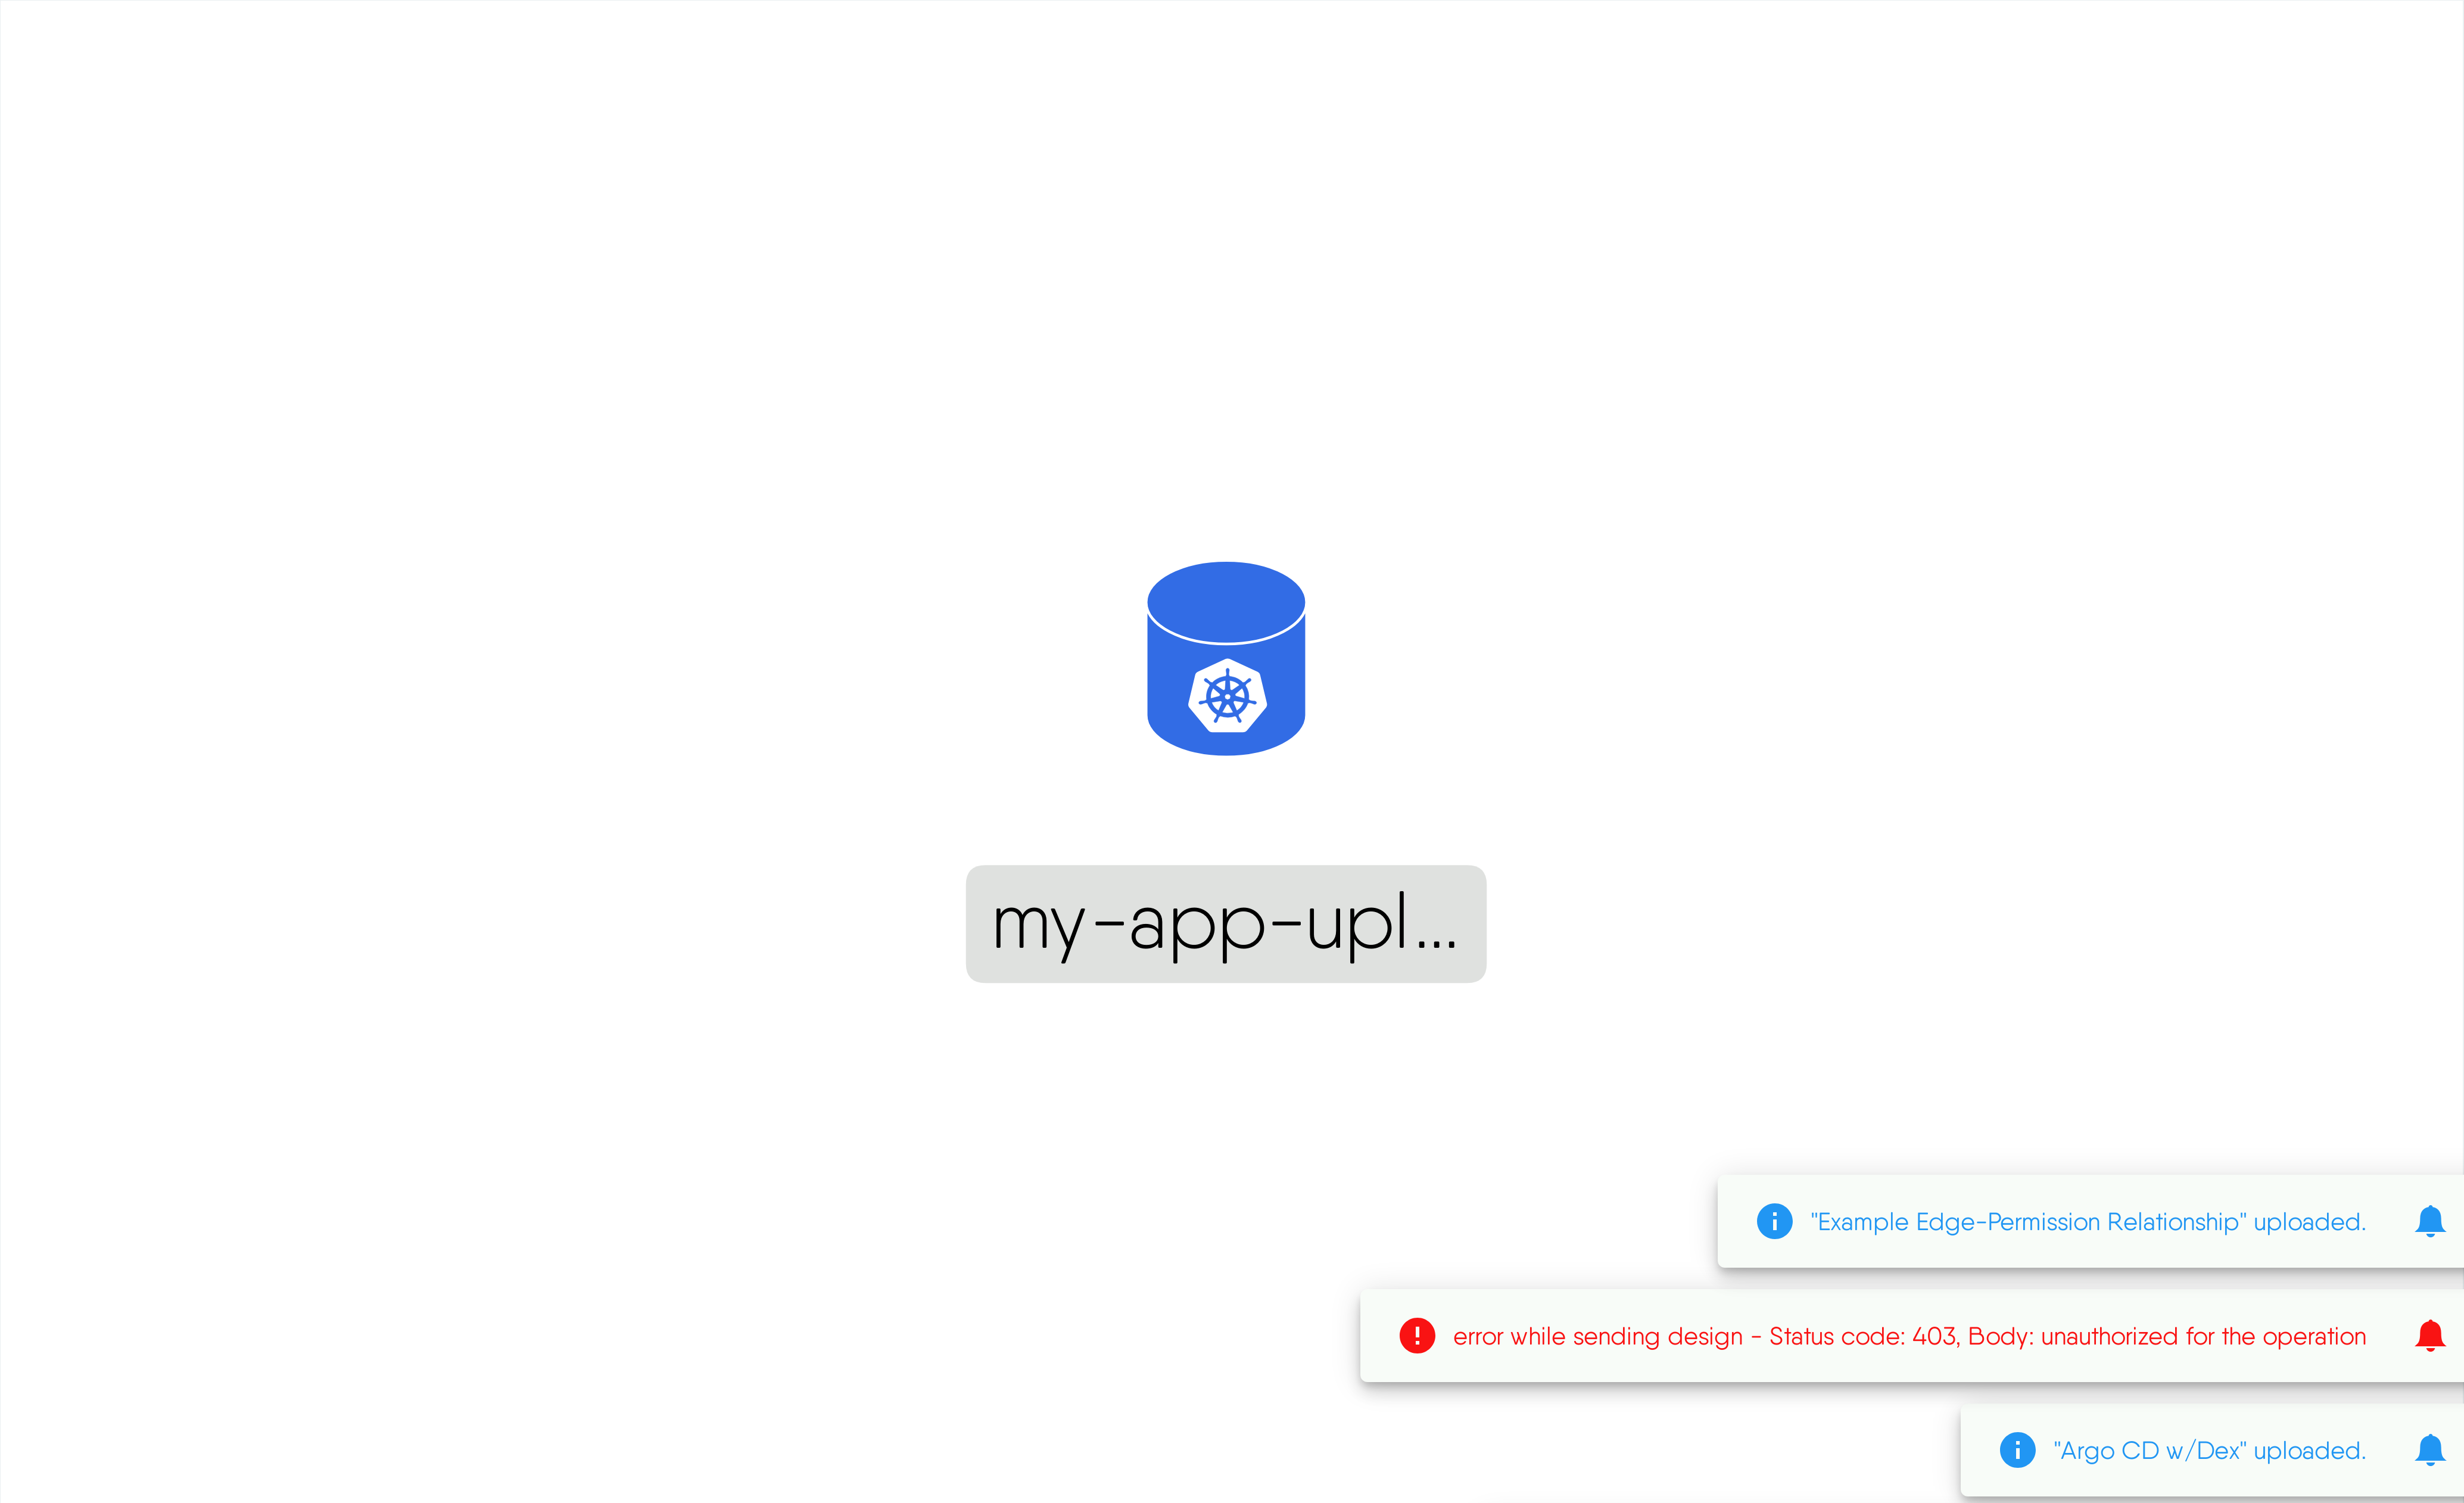 my-app-upl...
"Example Edge-Permission Relationship" uploaded.
error while sending design - Status code: 403, Body: unauthorized for the operation
"Argo CD w/Dex" uploaded.